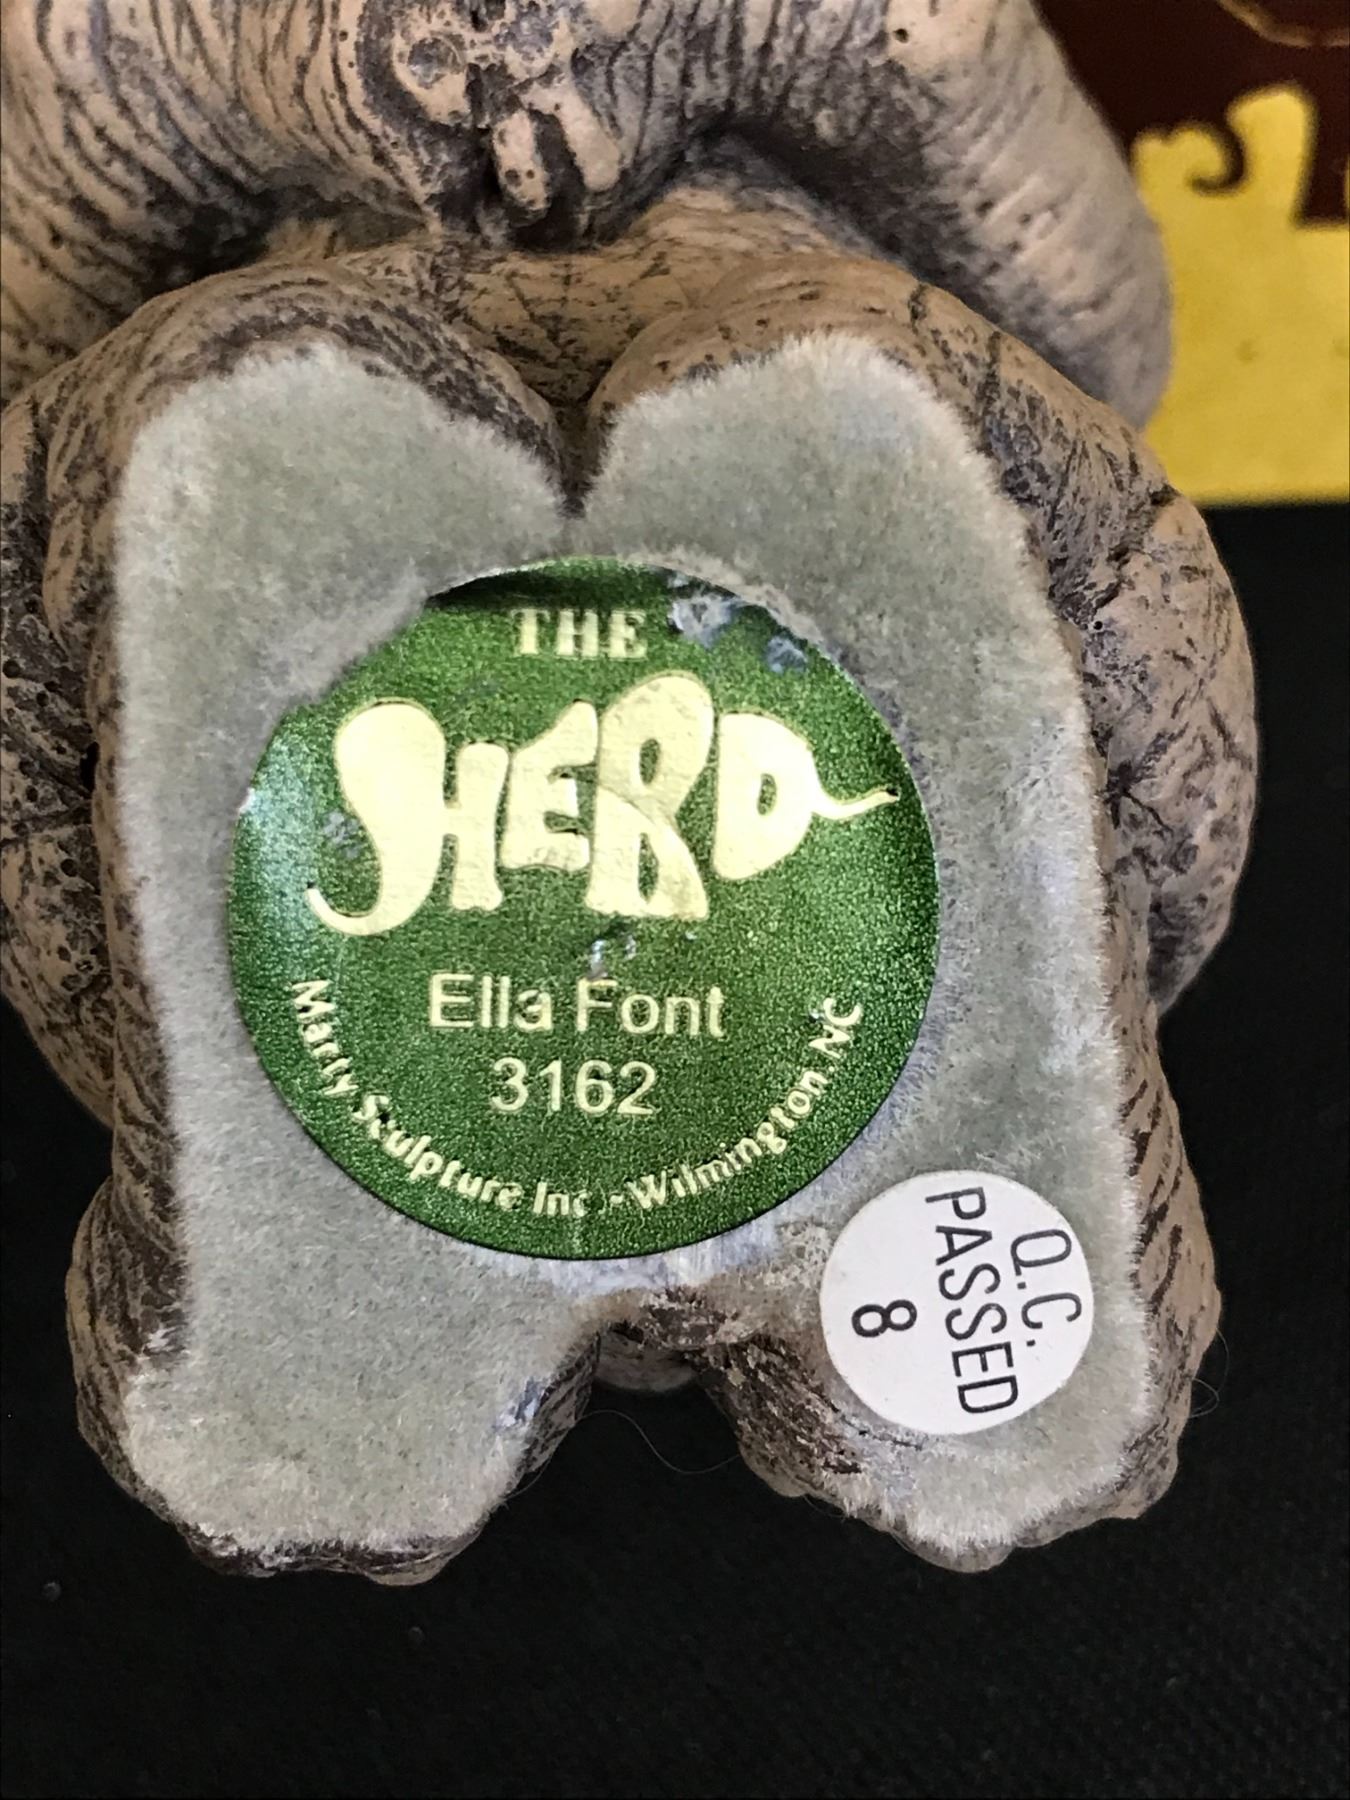 THE
HERD
Ella Font
3162
Marty Sculpture Inc. • Wilmington, NC
Q.C.
PASSED
8